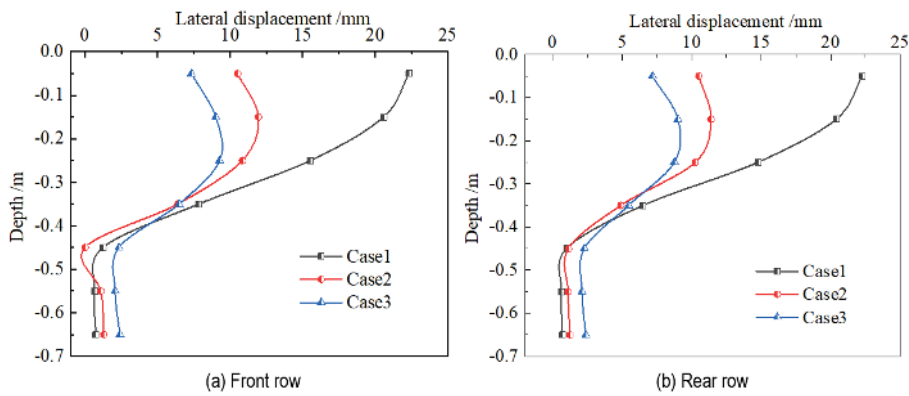 Lateral displacement /mm
0 5 10 15 20 25
0.0
-0.1
-0.2
-0.3
-0.4
-0.5
-0.6
-0.7
Depth /m
Case1
Case2
Case3
(a) Front row
Lateral displacement /mm
0 5 10 15 20 25
0.0
-0.1
-0.2
-0.3
-0.4
-0.5
-0.6
-0.7
Depth /m
Case1
Case2
Case3
(b) Rear row